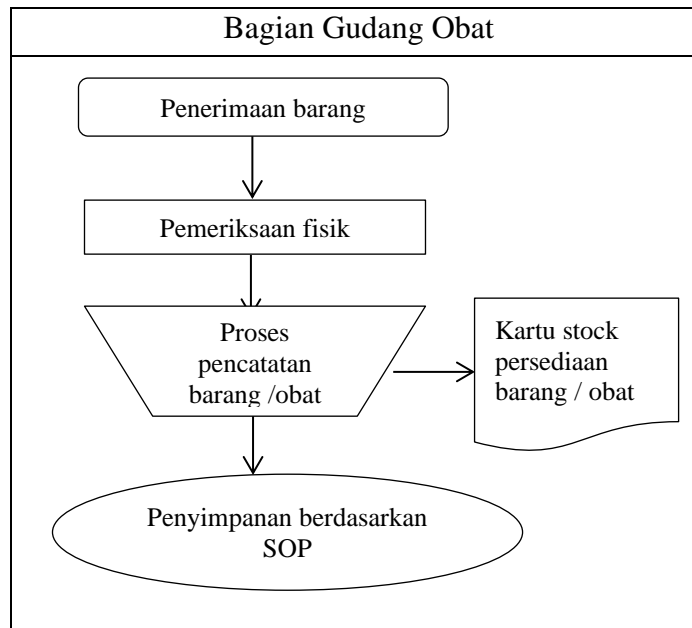 Bagian Gudang Obat
Penerimaan barang
Pemeriksaan fisik
Proses
pencatatan
barang /obat
Kartu stock
persediaan
barang / obat
Penyimpanan berdasarkan
SOP